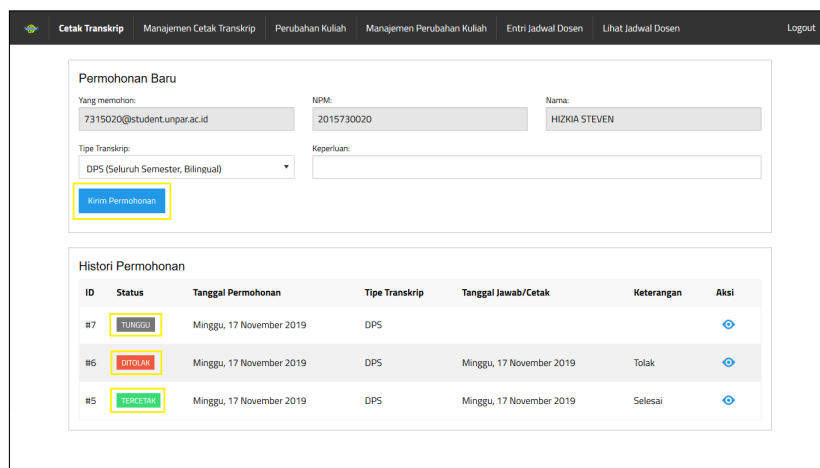 Cetak Transkrip Manajemen Cetak Transkrip Perubahan Kuliah Manajemen Perubahan Kuliah Entri Jadwal Dosen Lihat Jadwal Dosen Logout
Permohonan Baru
Yang memohon: NPM: Nama:
7315020@student.unpar.ac.id 2015730020 HIZKIA STEVEN
Tipe Transkrip: Keperluan:
DPS (Seluruh Semester, Bilingual)
Kirim Permohonan
Histori Permohonan
ID Status Tanggal Permohonan Tipe Transkrip Tanggal Jawab/Cetak Keterangan Aksi
#7 TUNGGU Minggu, 17 November 2019 DPS
#6 DITOLAK Minggu, 17 November 2019 DPS Minggu, 17 November 2019 Tolak
#5 TERCETAK Minggu, 17 November 2019 DPS Minggu, 17 November 2019 Selesai